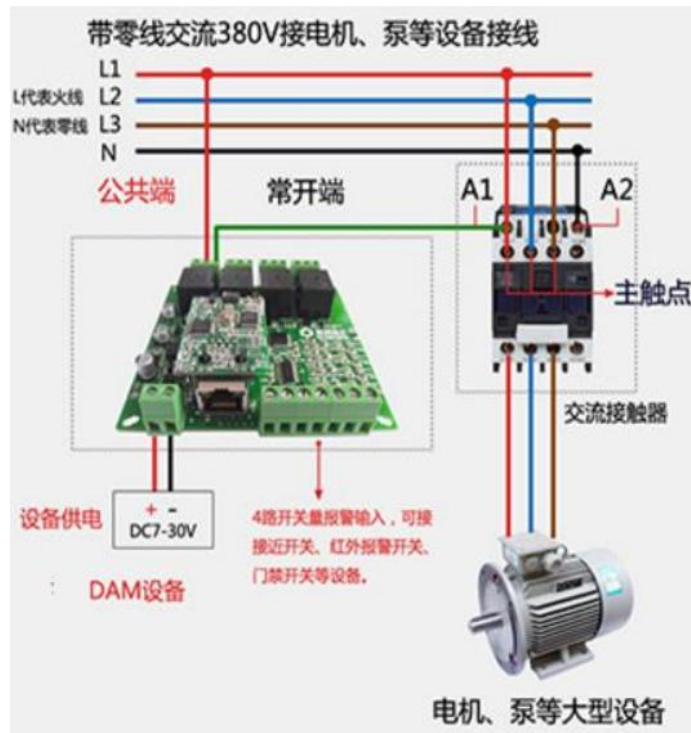 带零线交流380V接电机、泵等设备接线
L1
L代表火线 L2
N代表零线 L3
N
公共端 常开端 A1 A2
主触点
交流接触器
设备供电 + -
DC7-30V
4路开关量报警输入，可接
接近开关、红外报警开关、
门禁开关等设备。
: DAM设备
电机、泵等大型设备